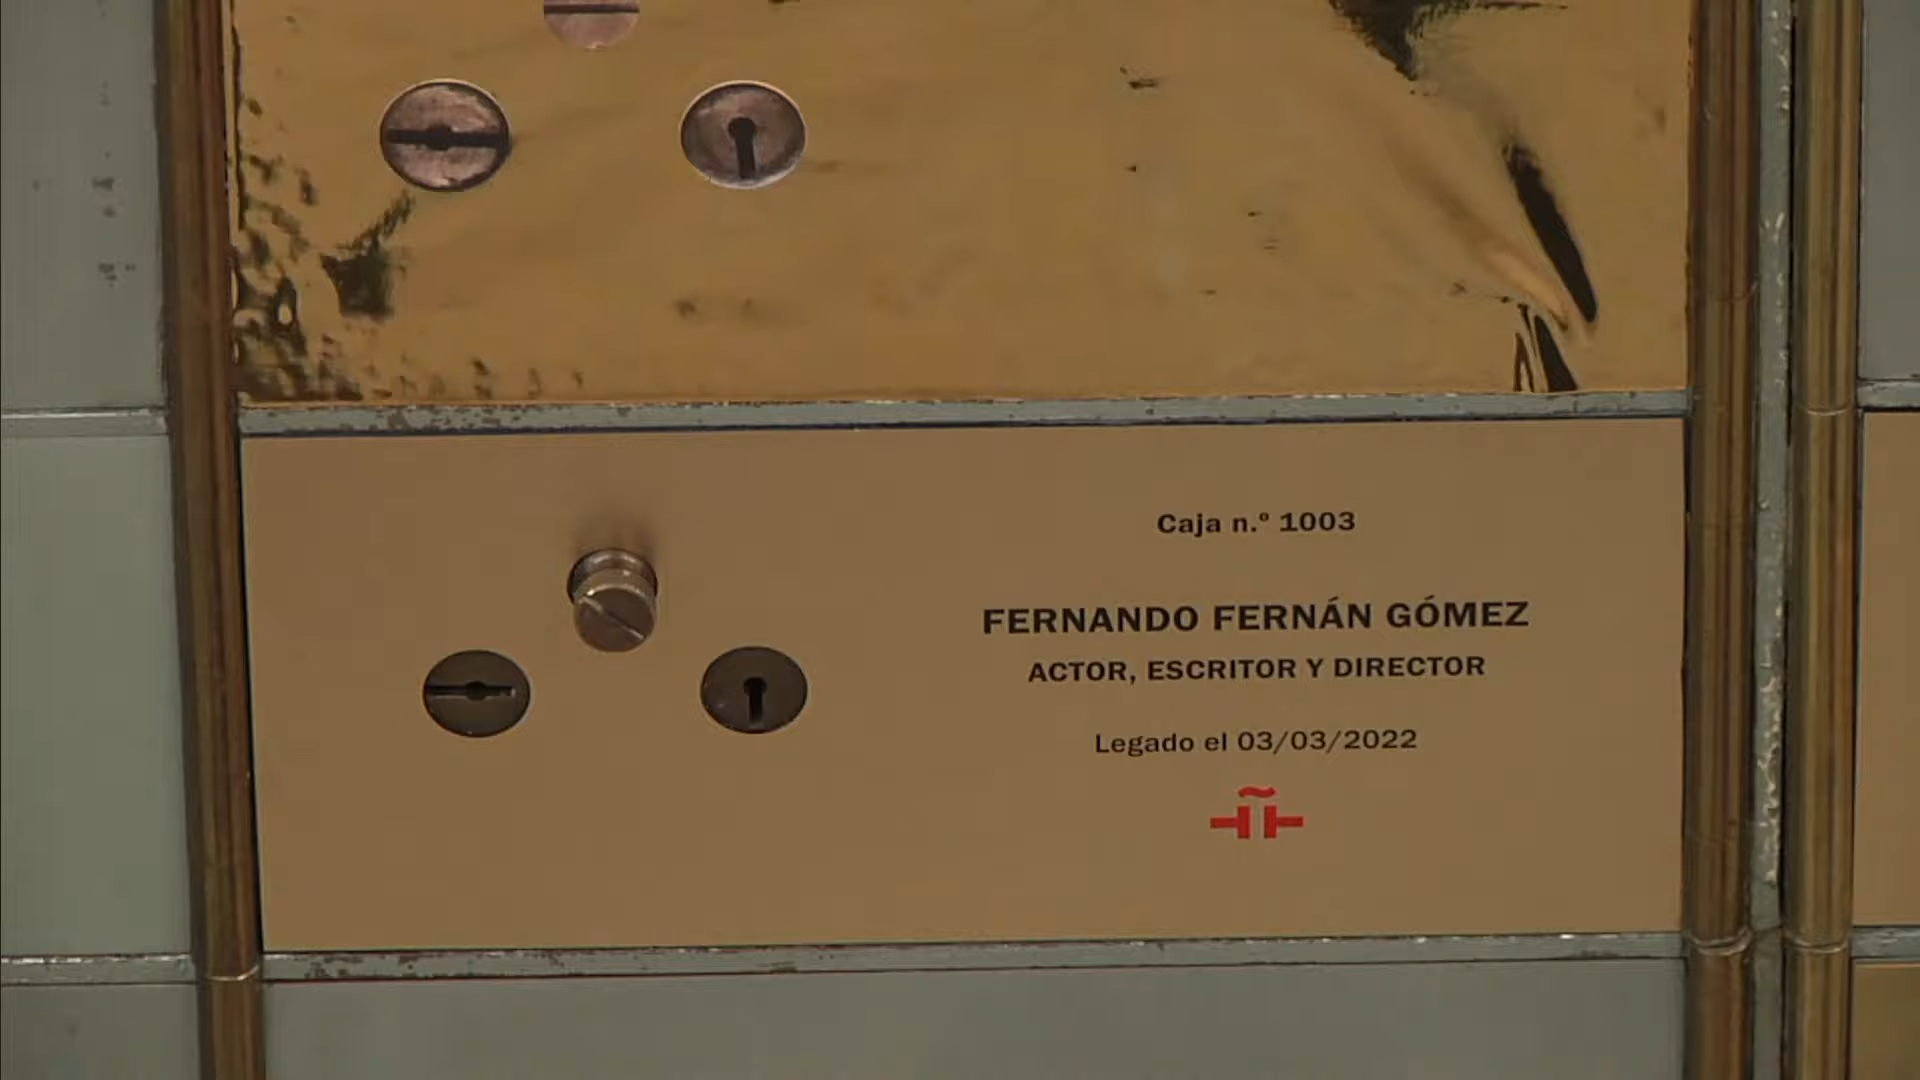 Caja n.º 1003
FERNANDO FERNÁN GÓMEZ
ACTOR, ESCRITOR Y DIRECTOR
Legado el 03/03/2022